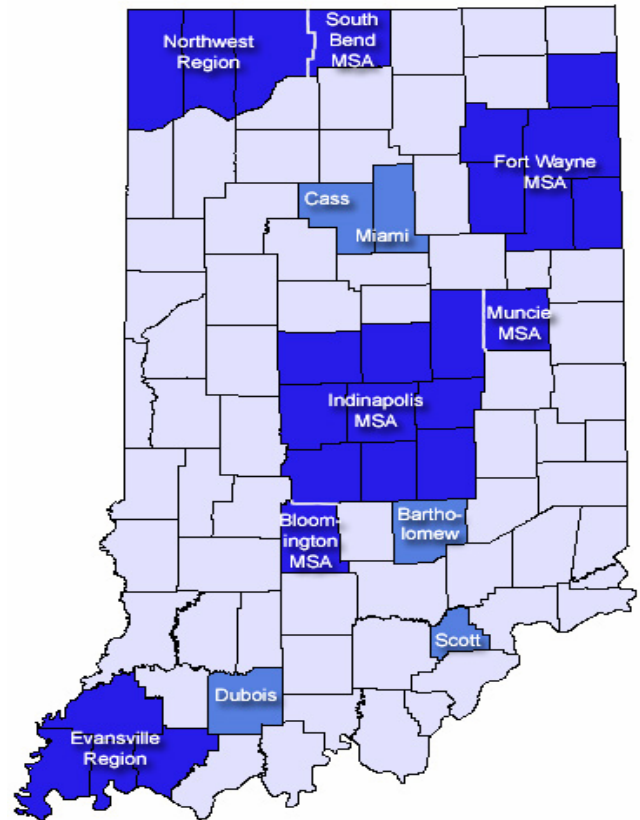 Northwest
Region
South
Bend
MSA
Fort Wayne
MSA
Cass
Miami
Muncie
MSA
Indinapolis
MSA
Bartho-
lomew
Bloom-
ington
MSA
Scott
Dubois
Evansville
Region